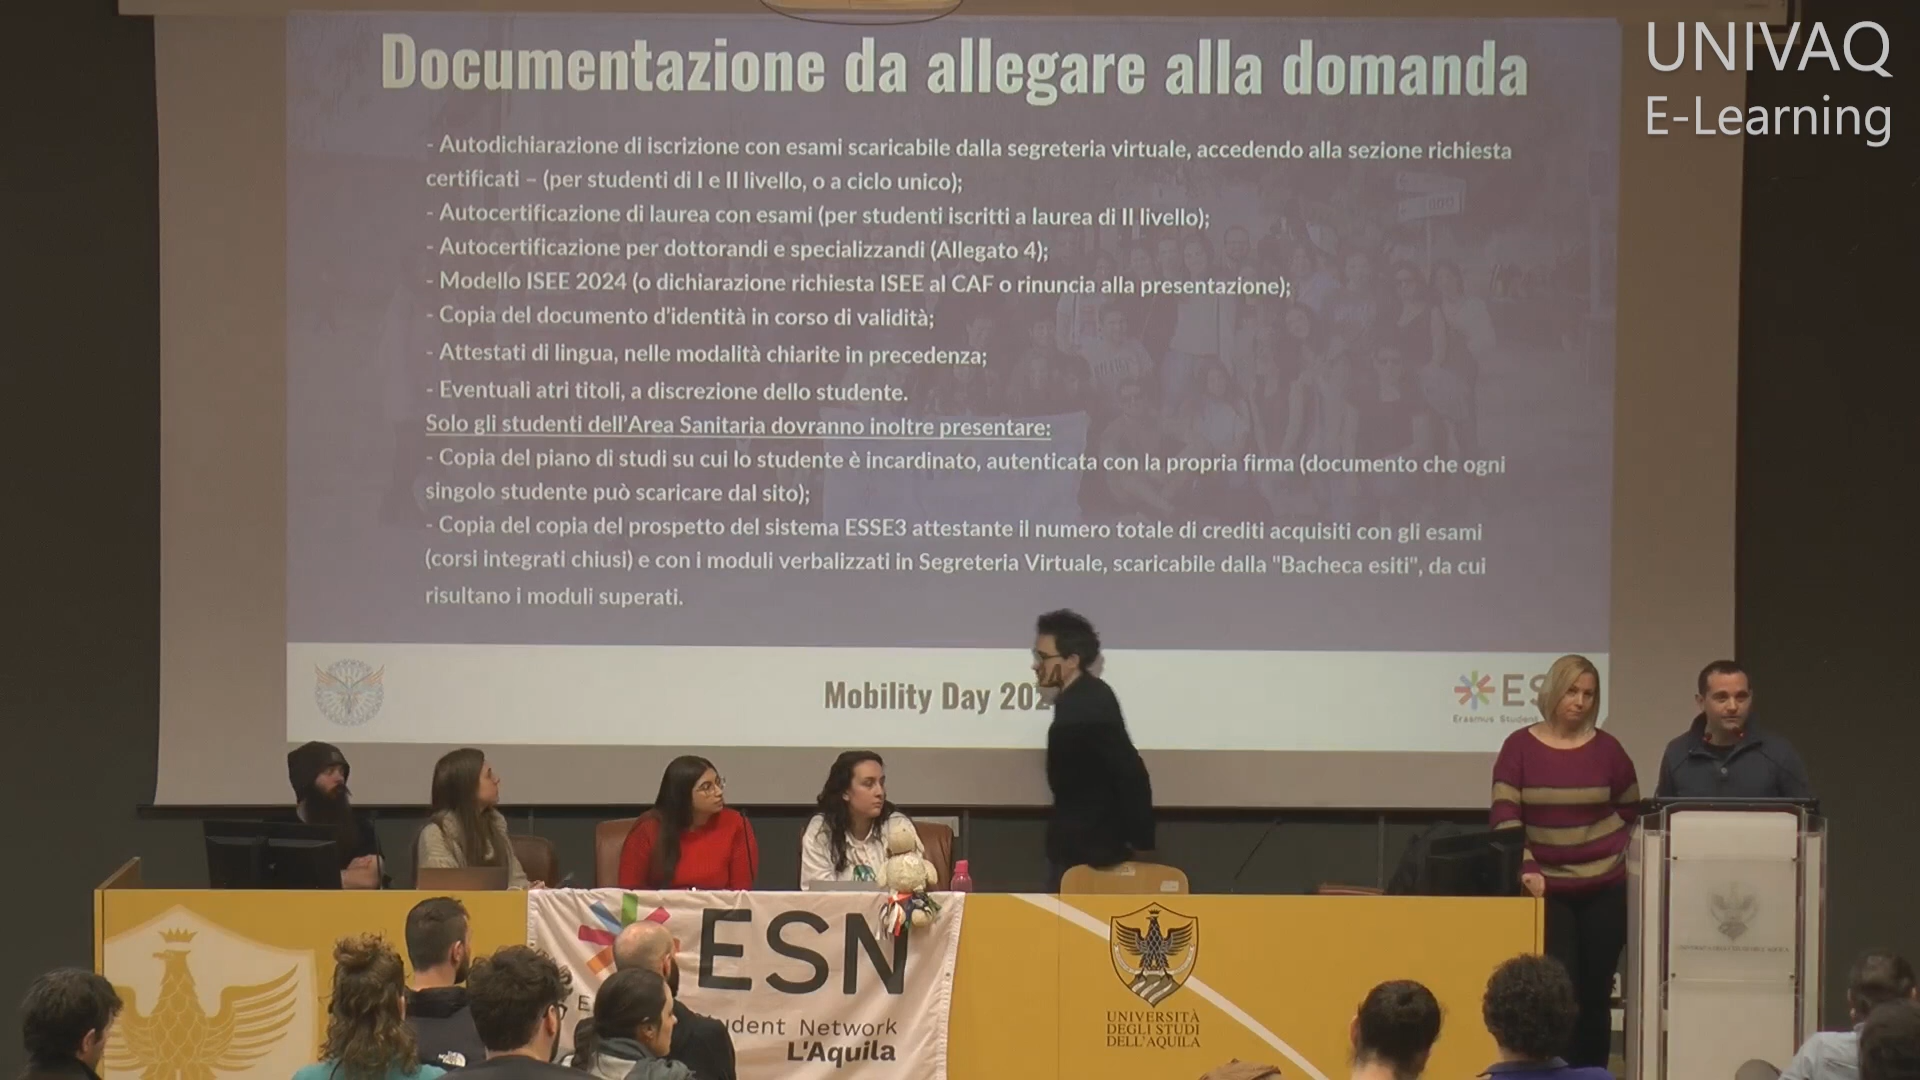 Documentazione da allegare alla domanda
UNIVAQ
E-Learning
- Autodichiarazione di iscrizione con esami scaricabile dalla segreteria virtuale, accedendo alla sezione richiesta
certificati – (per studenti di I e II livello, o a ciclo unico);
- Autocertificazione di laurea con esami (per studenti iscritti a laurea di II livello);
- Autocertificazione per dottorandi e specializzandi (Allegato 4);
- Modello ISEE 2024 (o dichiarazione richiesta ISEE al CAF o rinuncia alla presentazione);
- Copia del documento d'identità in corso di validità;
- Attestati di lingua, nelle modalità chiarite in precedenza;
- Eventuali atri titoli, a discrezione dello studente.
Solo gli studenti dell'Area Sanitaria dovranno inoltre presentare:
- Copia del piano di studi su cui lo studente è incardinato, autenticata con la propria firma (documento che ogni
singolo studente può scaricare dal sito);
- Copia del copia del prospetto del sistema ESSE3 attestante il numero totale di crediti acquisiti con gli esami
(corsi integrati chiusi) e con i moduli verbalizzati in Segreteria Virtuale, scaricabile dalla "Bacheca esiti", da cui
risultano i moduli superati.
Mobility Day 202
ES
Erasmus Student
ESN
E
udent Network
L'Aquila
UNIVERSITÀ
DEGLI STUDI
DELL'AQUILA